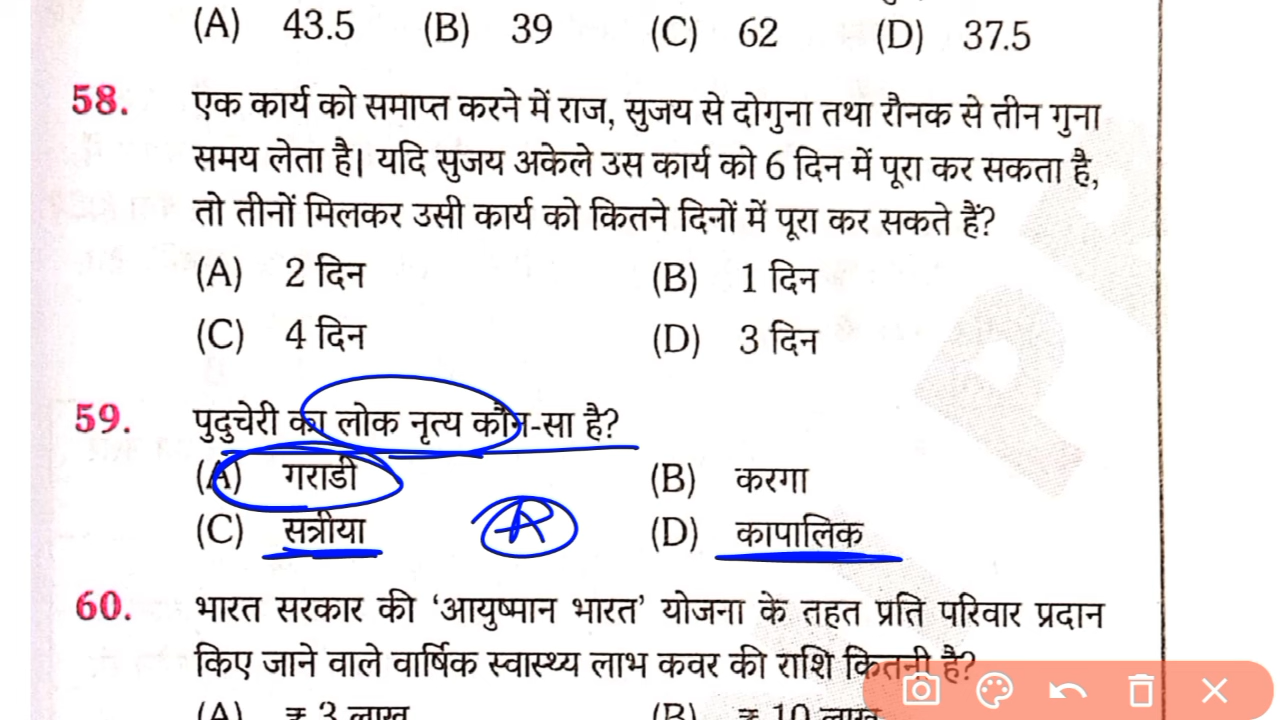 (A) 43.5 (B) 39 (C) 62 (D) 37.5
58. एक कार्य को समाप्त करने में राज, सुजय से दोगुना तथा रौनक से तीन गुना
समय लेता है। यदि सुजय अकेले उस कार्य को 6 दिन में पूरा कर सकता है,
तो तीनों मिलकर उसी कार्य को कितने दिनों में पूरा कर सकते हैं?
(A) 2 दिन (B) 1 दिन
(C) 4 दिन (D) 3 दिन
59. पुदुचेरी का लोक नृत्य कौन-सा है?
(A) गराडी (B) करगा
(C) सत्रीया A (D) कापालिक
60. भारत सरकार की ‘आयुष्मान भारत’ योजना के तहत प्रति परिवार प्रदान
किए जाने वाले वार्षिक स्वास्थ्य लाभ कवर की राशि कितनी है?
(A) ₹ 3 लाख (B) ₹ 10 लाख